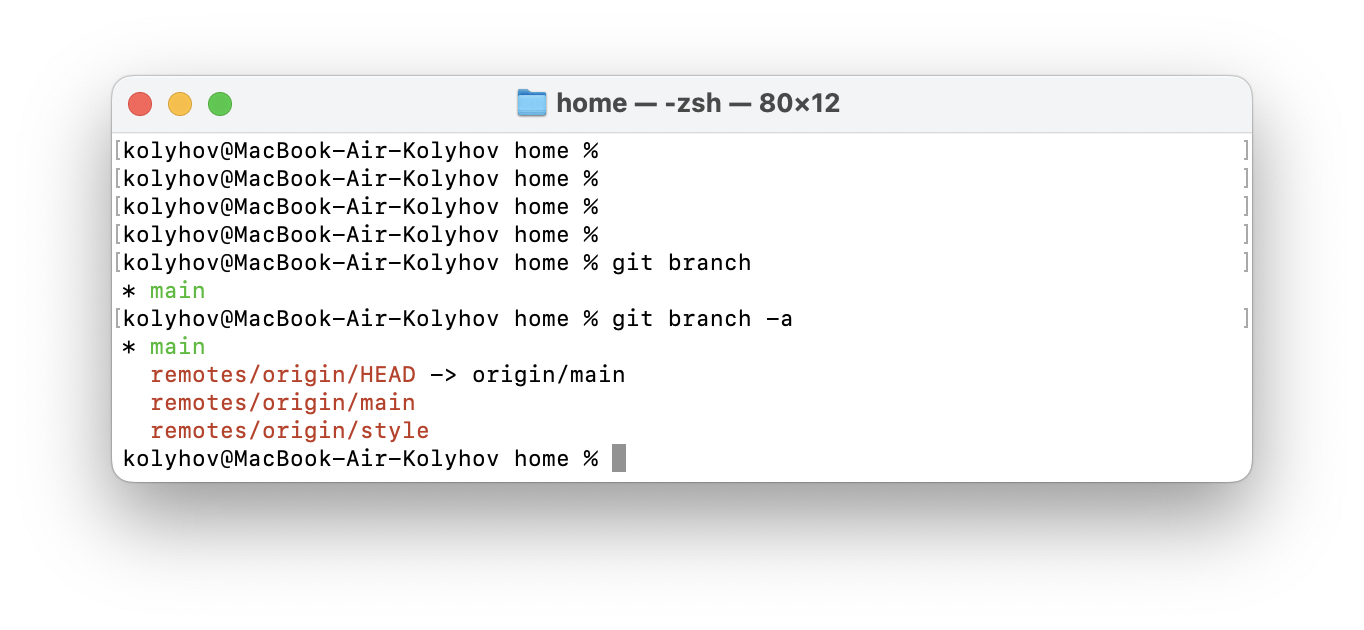 home — -zsh — 80×12
[kolyhov@MacBook-Air-Kolyhov home % ]
[kolyhov@MacBook-Air-Kolyhov home % ]
[kolyhov@MacBook-Air-Kolyhov home % ]
[kolyhov@MacBook-Air-Kolyhov home % ]
[kolyhov@MacBook-Air-Kolyhov home % git branch ]
* main
[kolyhov@MacBook-Air-Kolyhov home % git branch -a ]
* main
remotes/origin/HEAD -> origin/main
remotes/origin/main
remotes/origin/style
kolyhov@MacBook-Air-Kolyhov home %